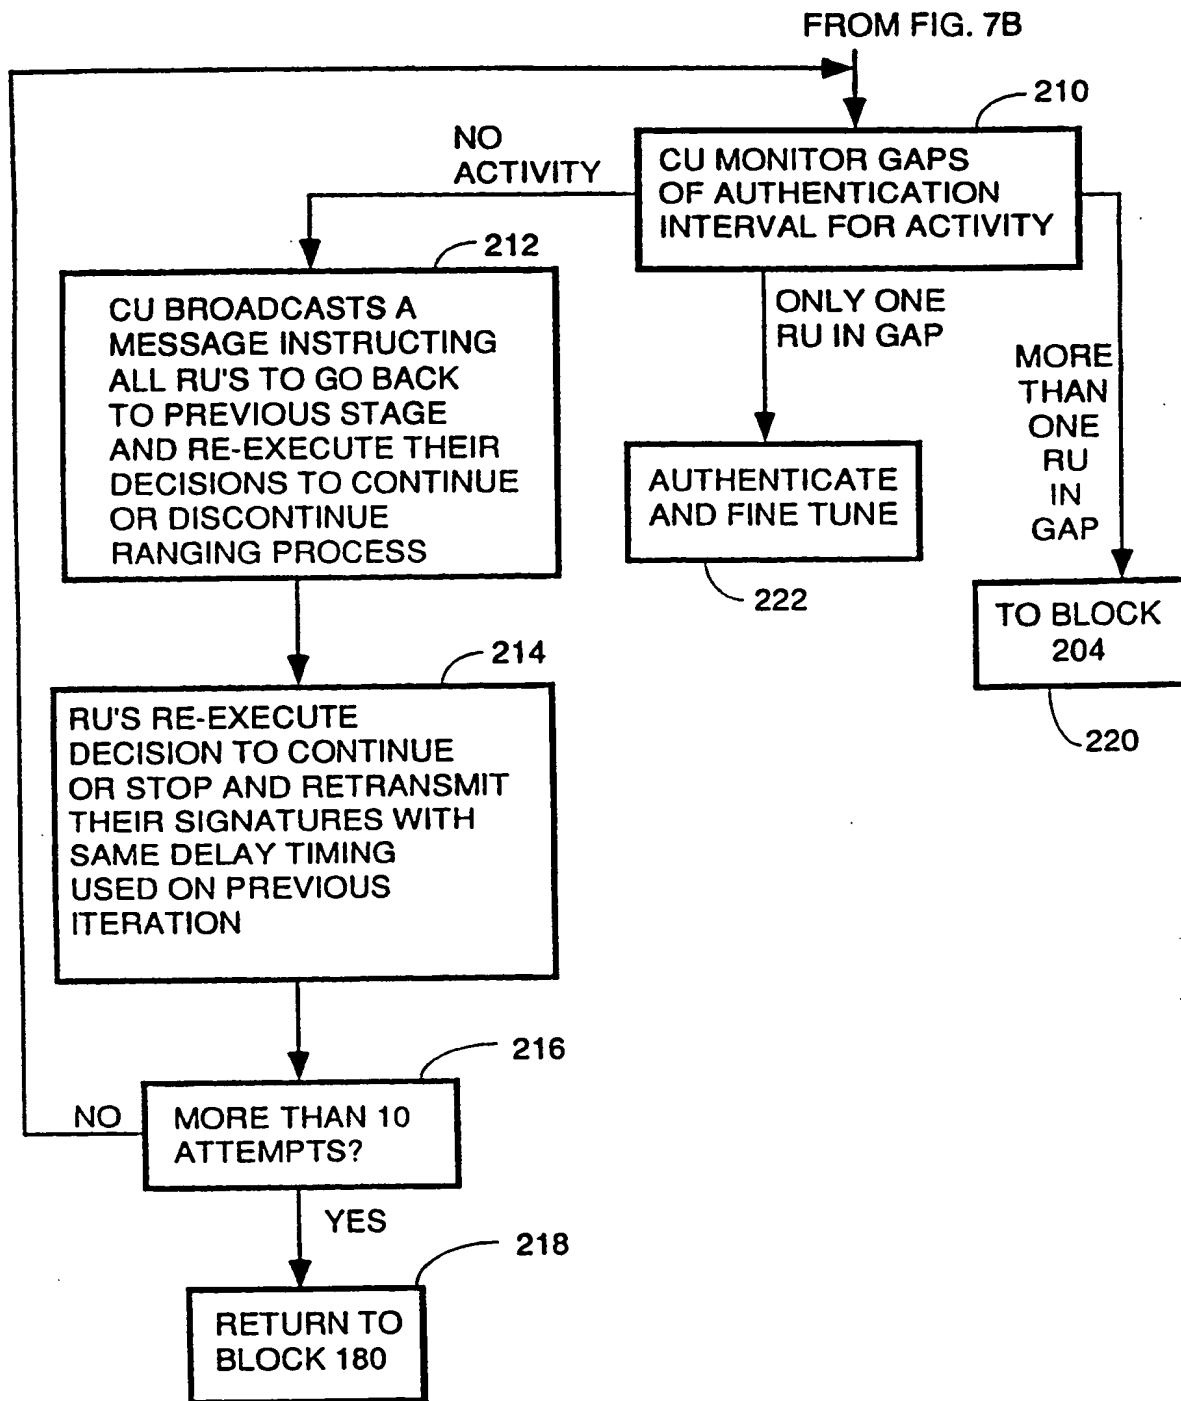 FROM FIG. 7B
210
NO
ACTIVITY
CU MONITOR GAPS
OF AUTHENTICATION
INTERVAL FOR ACTIVITY
212
CU BROADCASTS A
MESSAGE INSTRUCTING
ALL RU'S TO GO BACK
TO PREVIOUS STAGE
AND RE-EXECUTE THEIR
DECISIONS TO CONTINUE
OR DISCONTINUE
RANGING PROCESS
ONLY ONE
RU IN GAP
MORE
THAN
ONE
RU
IN
GAP
AUTHENTICATE
AND FINE TUNE
222
TO BLOCK
204
220
214
RU'S RE-EXECUTE
DECISION TO CONTINUE
OR STOP AND RETRANSMIT
THEIR SIGNATURES WITH
SAME DELAY TIMING
USED ON PREVIOUS
ITERATION
216
NO
MORE THAN 10
ATTEMPTS?
YES
218
RETURN TO
BLOCK 180